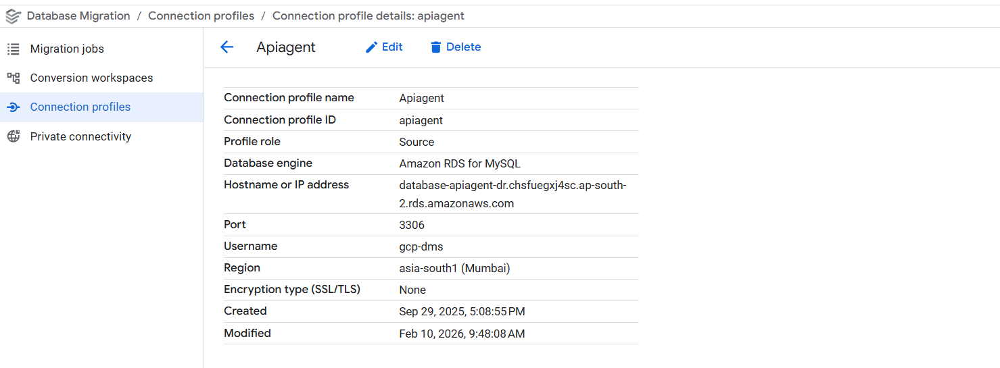 Database Migration / Connection profiles / Connection profile details: apiagent
Migration jobs
Conversion workspaces
Connection profiles
Private connectivity
Apiagent Edit Delete
Connection profile name Apiagent
Connection profile ID apiagent
Profile role Source
Database engine Amazon RDS for MySQL
Hostname or IP address database-apiagent-dr.chsfuegxj4sc.ap-south-
2.rds.amazonaws.com
Port 3306
Username gcp-dms
Region asia-south1 (Mumbai)
Encryption type (SSL/TLS) None
Created Sep 29, 2025, 5:08:55 PM
Modified Feb 10, 2026, 9:48:08 AM